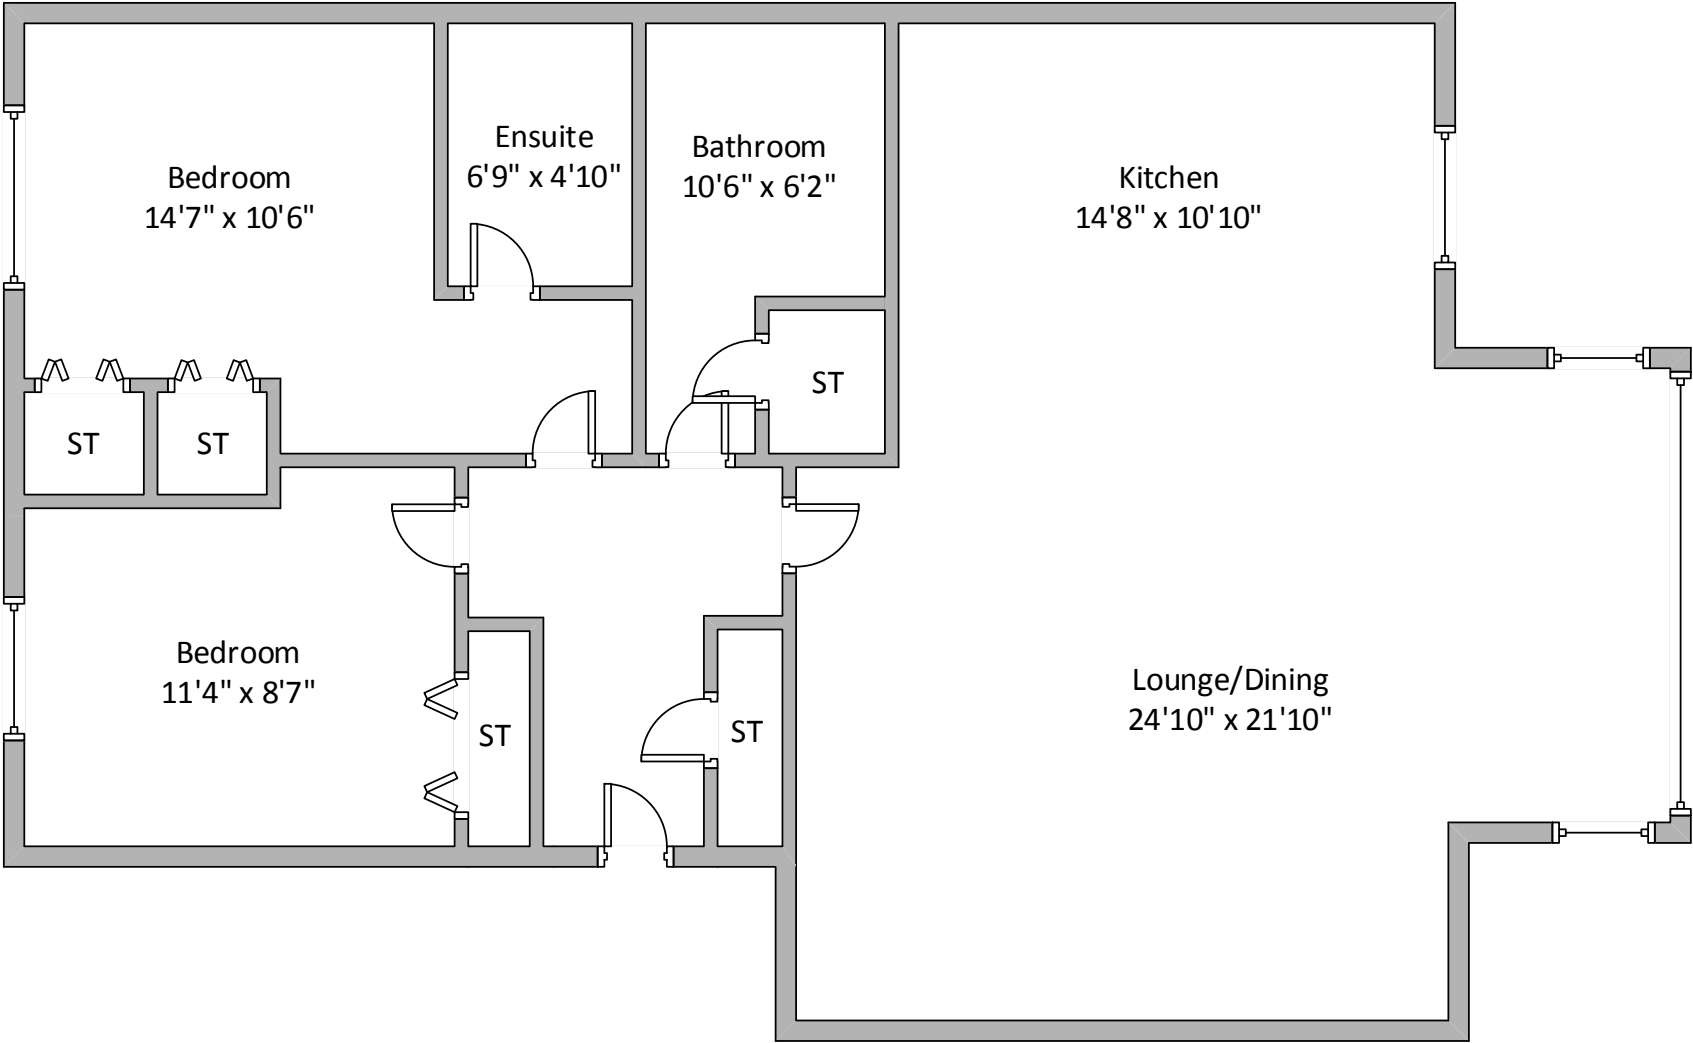 Ensuite
6'9" x 4'10"
Bathroom
10'6" x 6'2"
Bedroom
14'7" x 10'6"
Kitchen
14'8" x 10'10"
ST
ST
ST
Bedroom
11'4" x 8'7"
Lounge/Dining
24'10" x 21'10"
ST
ST